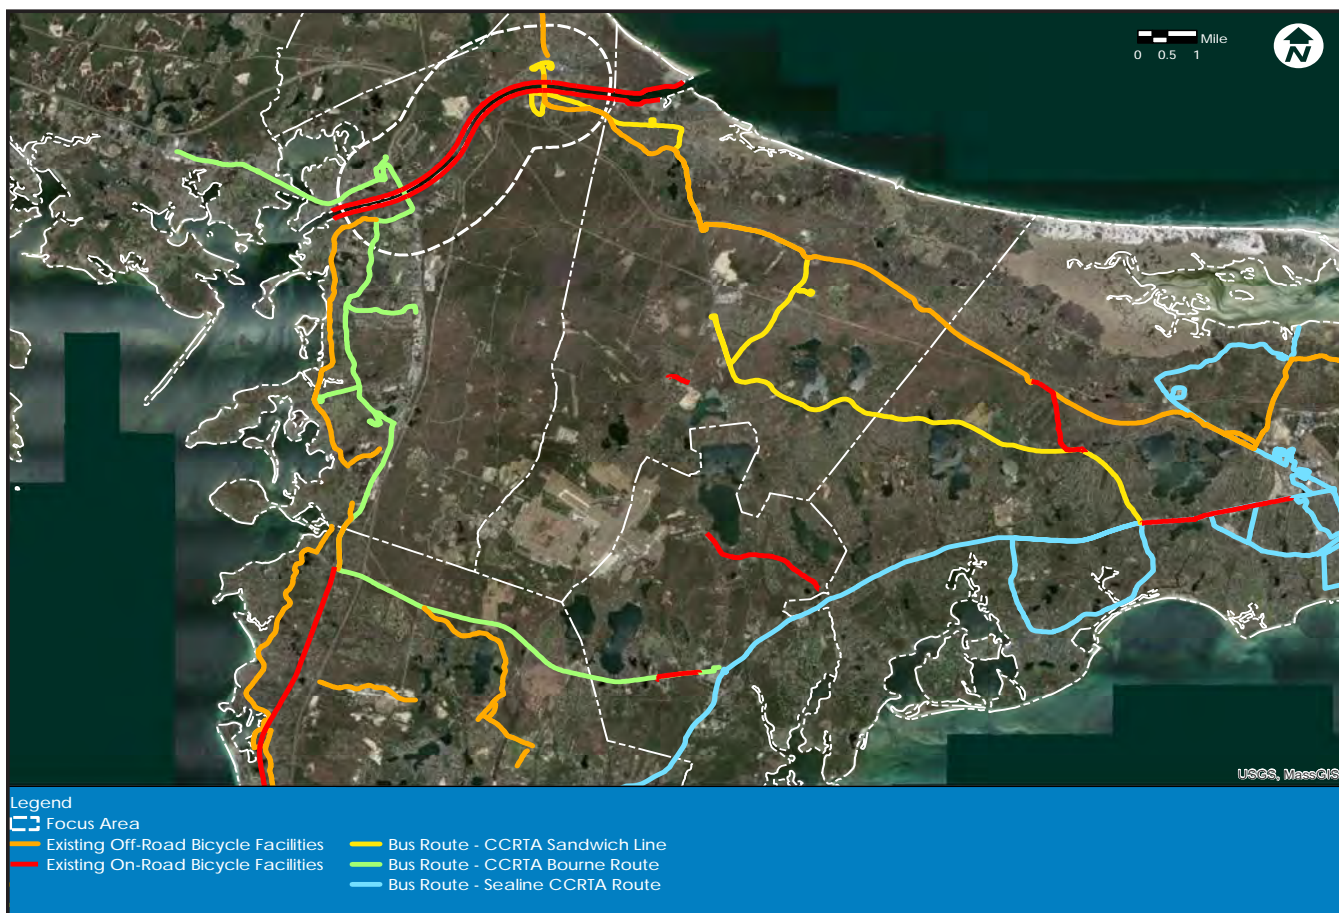 Mile
0 0.5 1
N
USGS, MassGIS
Legend
Focus Area
Existing Off-Road Bicycle Facilities
Existing On-Road Bicycle Facilities
Bus Route - CCRTA Sandwich Line
Bus Route - CCRTA Bourne Route
Bus Route - Sealine CCRTA Route